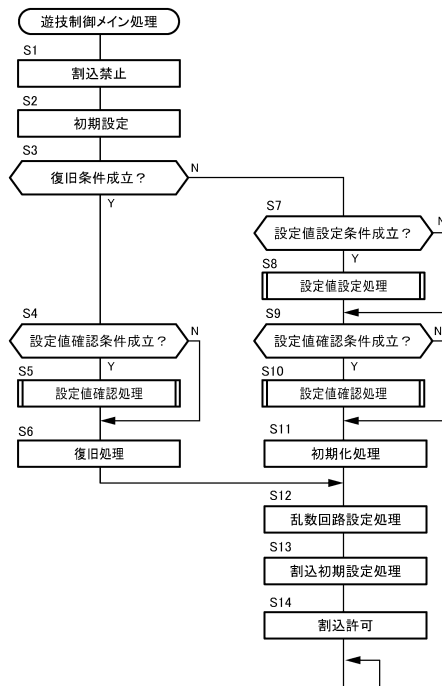 遊技制御メイン処理
S1
割込禁止
S2
初期設定
S3
復旧条件成立？
N
Y
S7
設定値設定条件成立？
N
Y
S8
設定値設定処理
S4
設定値確認条件成立？
N
Y
S5
設定値確認処理
S9
設定値確認条件成立？
N
Y
S10
設定値確認処理
S6
復旧処理
S11
初期化処理
S12
乱数回路設定処理
S13
割込初期設定処理
S14
割込許可